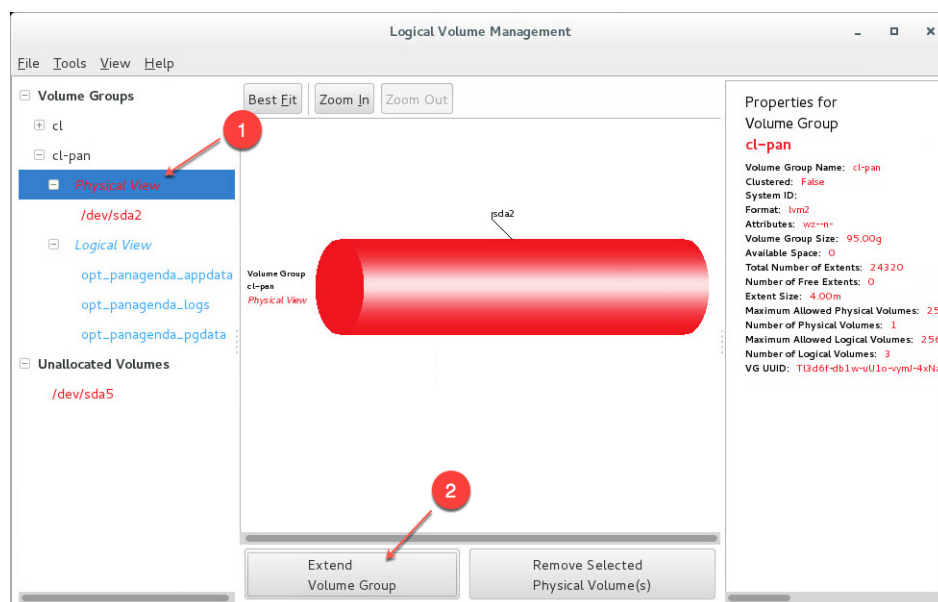 Logical Volume Management
File Tools View Help
Volume Groups
cl
cl-pan
Physical View
/dev/sda2
Logical View
opt_panagenda_appdata
opt_panagenda_logs
opt_panagenda_pgdata
Unallocated Volumes
/dev/sda5
1
Best Fit
Zoom In
Zoom Out
sda2
Volume Group
cl-pan
Physical View
2
Extend
Volume Group
Remove Selected
Physical Volume(s)
Properties for
Volume Group
cl-pan
Volume Group Name: cl-pan
Clustered: False
System ID:
Format: lvm2
Attributes: wz--n-
Volume Group Size: 95.00g
Available Space: 0
Total Number of Extents: 24320
Number of Free Extents: 0
Extent Size: 4.00m
Maximum Allowed Physical Volumes: 25
Number of Physical Volumes: 1
Maximum Allowed Logical Volumes: 256
Number of Logical Volumes: 3
VG UUID: